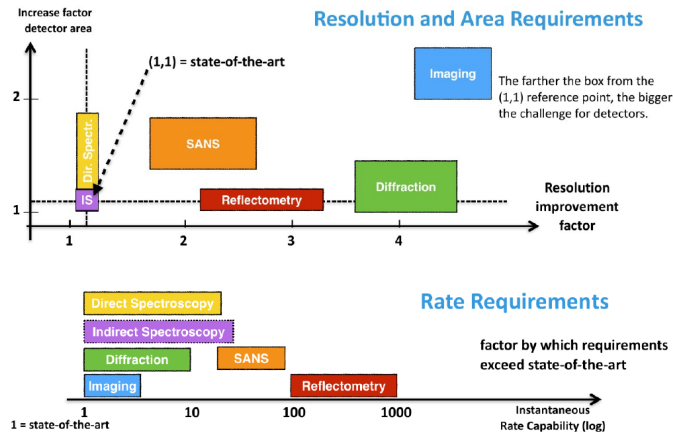 Increase factor
detector area
Resolution and Area Requirements
(1,1) = state-of-the-art
Imaging
The farther the box from the
(1,1) reference point, the bigger
the challenge for detectors.
2
Dir. Spectr.
SANS
IS
Reflectometry
Diffraction
Resolution
improvement
factor
1
1
2
3
4
Direct Spectroscopy
Rate Requirements
Indirect Spectroscopy
factor by which requirements
exceed state-of-the-art
Diffraction
SANS
Imaging
Reflectometry
1
10
100
1000
Instantaneous
Rate Capability (log)
1 = state-of-the-art